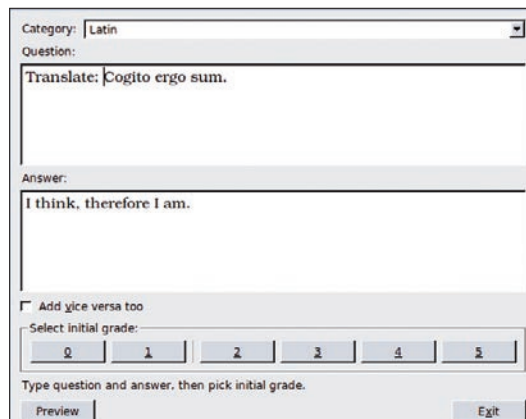 Category: Latin
Question:
Translate: Cogito ergo sum.
Answer:
I think, therefore I am.
Add vice versa too
Select initial grade:
0 1 2 3 4 5
Type question and answer, then pick initial grade.
Preview Exit